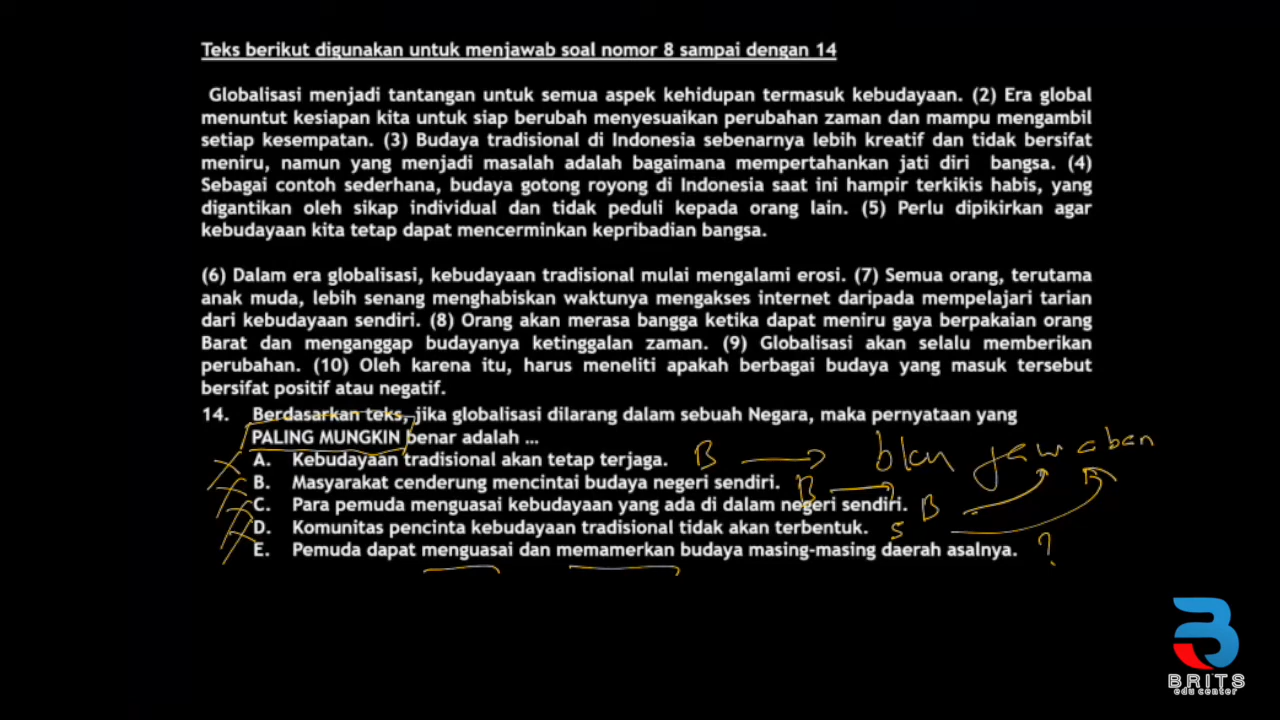 Teks berikut digunakan untuk menjawab soal nomor 8 sampai dengan 14
Globalisasi menjadi tantangan untuk semua aspek kehidupan termasuk kebudayaan. (2) Era global
menuntut kesiapan kita untuk siap berubah menyesuaikan perubahan zaman dan mampu mengambil
setiap kesempatan. (3) Budaya tradisional di Indonesia sebenarnya lebih kreatif dan tidak bersifat
meniru, namun yang menjadi masalah adalah bagaimana mempertahankan jati diri bangsa. (4)
Sebagai contoh sederhana, budaya gotong royong di Indonesia saat ini hampir terkikis habis, yang
digantikan oleh sikap individual dan tidak peduli kepada orang lain. (5) Perlu dipikirkan agar
kebudayaan kita tetap dapat mencerminkan kepribadian bangsa.
(6) Dalam era globalisasi, kebudayaan tradisional mulai mengalami erosi. (7) Semua orang, terutama
anak muda, lebih senang menghabiskan waktunya mengakses internet daripada mempelajari tarian
dari kebudayaan sendiri. (8) Orang akan merasa bangga ketika dapat meniru gaya berpakaian orang
Barat dan menganggap budayanya ketinggalan zaman. (9) Globalisasi akan selalu memberikan
perubahan. (10) Oleh karena itu, harus meneliti apakah berbagai budaya yang masuk tersebut
bersifat positif atau negatif.
14. Berdasarkan teks, jika globalisasi dilarang dalam sebuah Negara, maka pernyataan yang
PALING MUNGKIN benar adalah ...
A. Kebudayaan tradisional akan tetap terjaga. B bkn jawaban
B. Masyarakat cenderung mencintai budaya negeri sendiri. B
C. Para pemuda menguasai kebudayaan yang ada di dalam negeri sendiri. B
D. Komunitas pencinta kebudayaan tradisional tidak akan terbentuk. S
E. Pemuda dapat menguasai dan memamerkan budaya masing-masing daerah asalnya. ?
BRITS
edu center